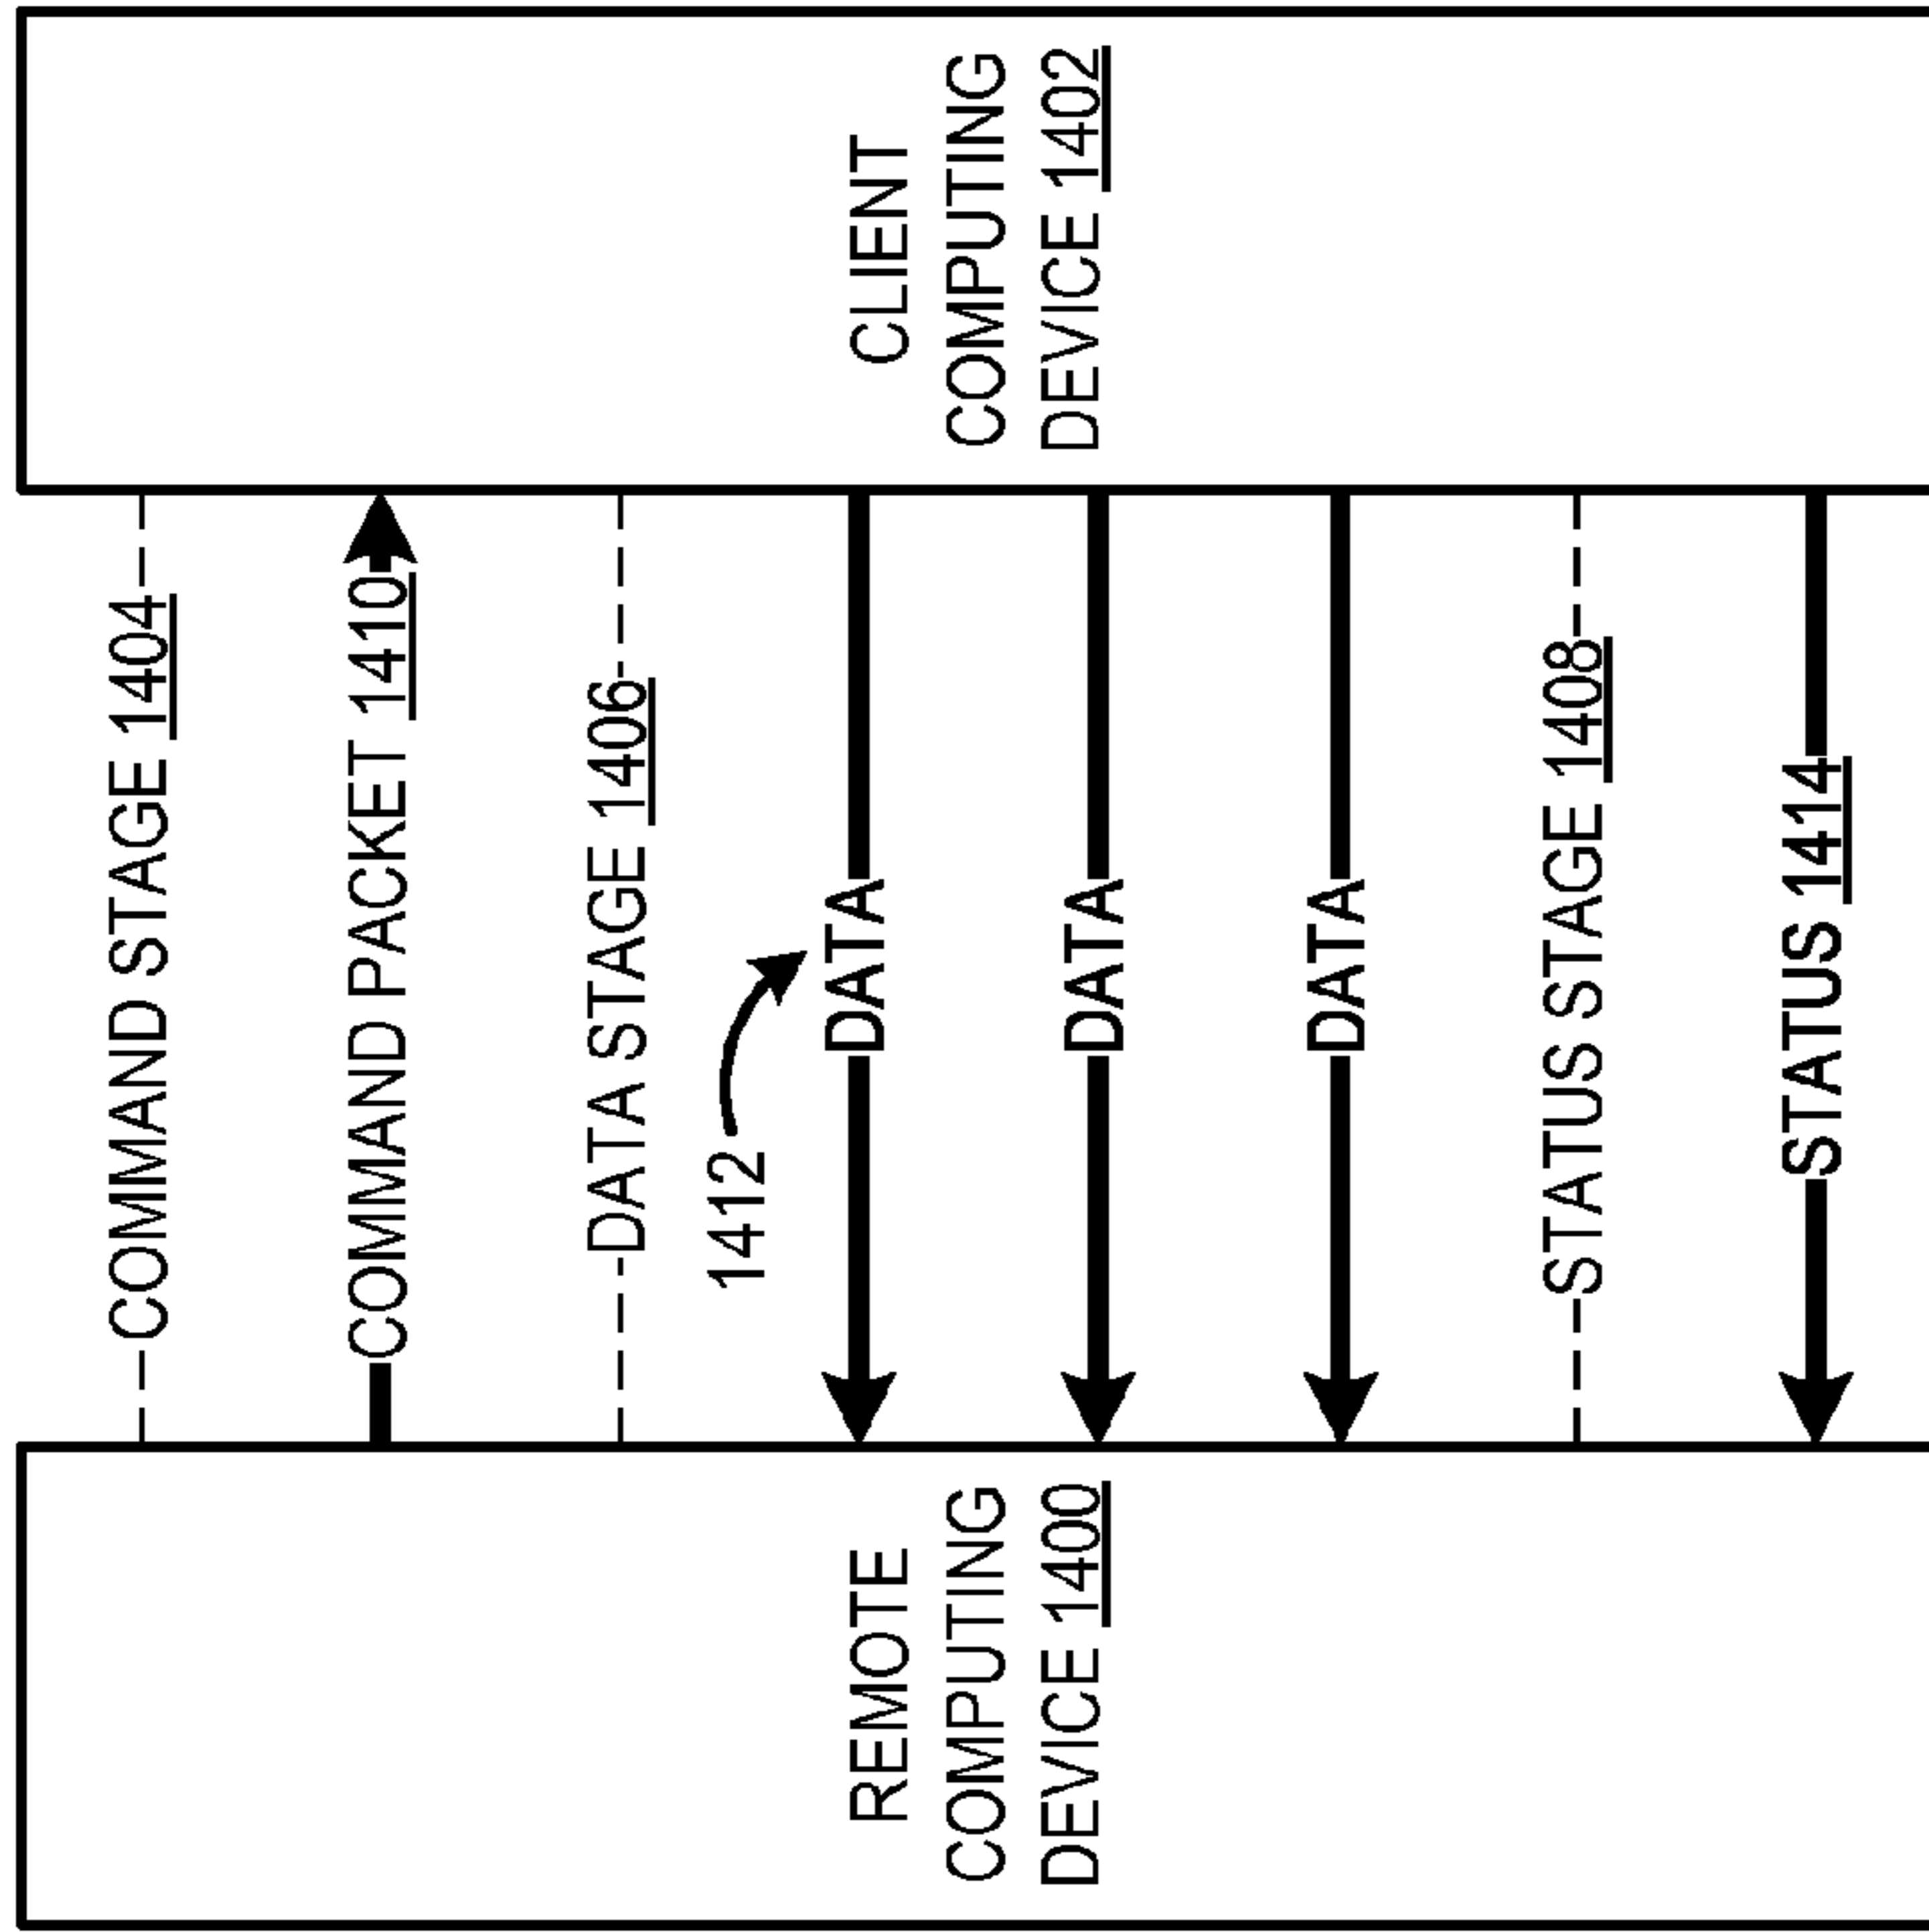 COMMAND STAGE 1404
COMMAND PACKET 1410
DATA STAGE 1406
1412
DATA
DATA
DATA
STATUS STAGE 1408
STATUS 1414
REMOTE
COMPUTING
DEVICE 1400
CLIENT
COMPUTING
DEVICE 1402